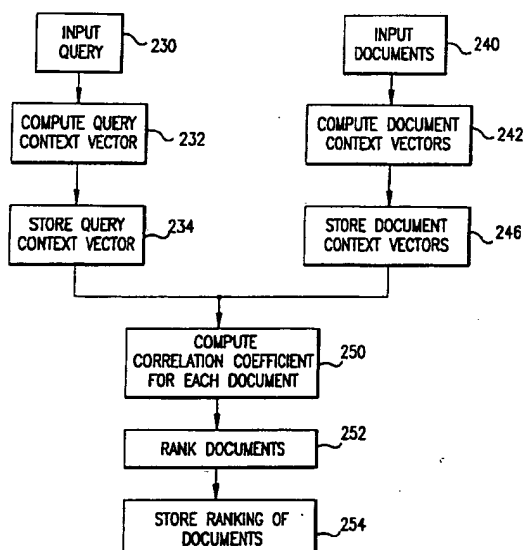 INPUT
QUERY
230
INPUT
DOCUMENTS
240
COMPUTE QUERY
CONTEXT VECTOR
232
COMPUTE DOCUMENT
CONTEXT VECTORS
242
STORE QUERY
CONTEXT VECTOR
234
STORE DOCUMENT
CONTEXT VECTORS
246
COMPUTE
CORRELATION COEFFICIENT
FOR EACH DOCUMENT
250
RANK DOCUMENTS
252
STORE RANKING OF
DOCUMENTS
254